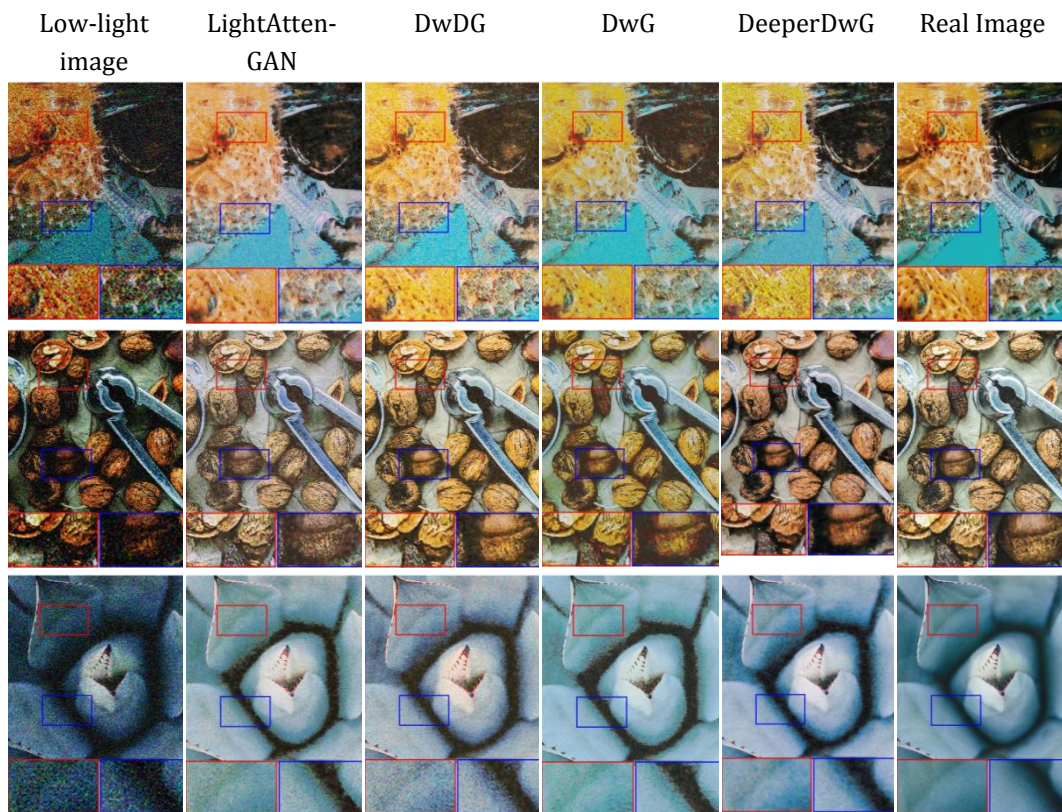 Low-light image
LightAtten-GAN
DwDG
DwG
DeeperDwG
Real Image